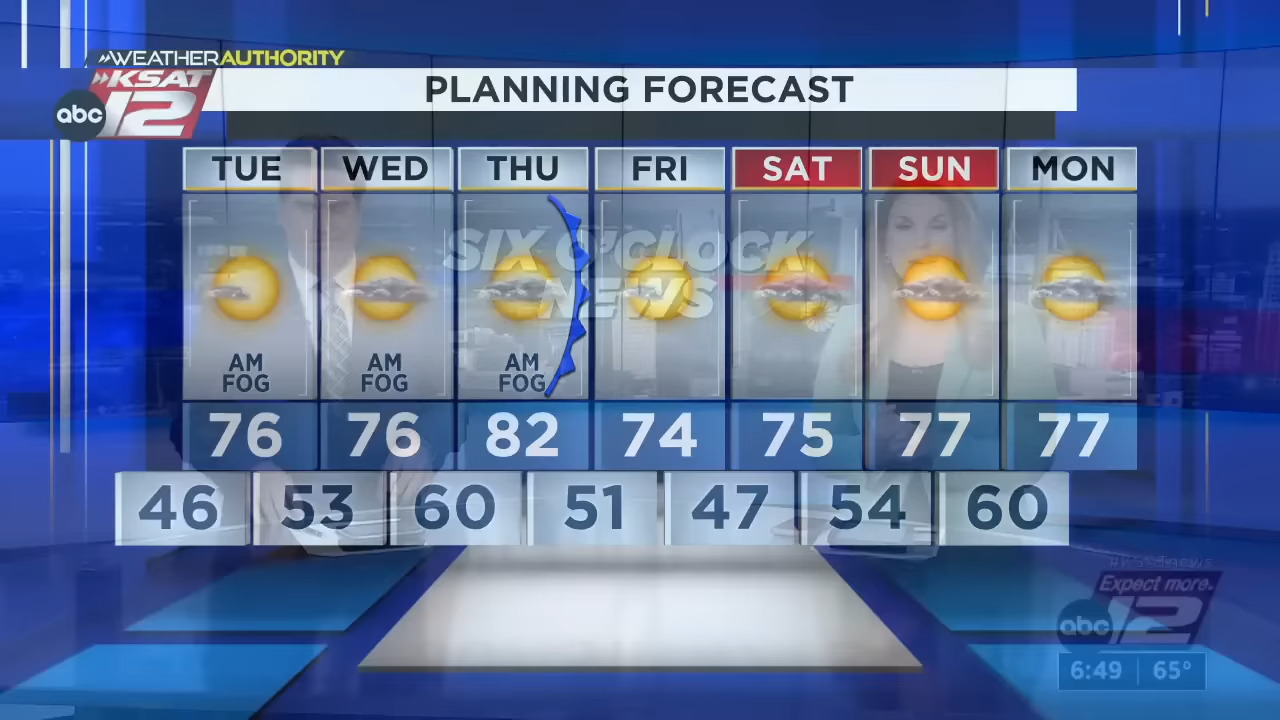 WEATHER AUTHORITY
KSAT
abc 12
PLANNING FORECAST
TUE WED THU FRI SAT SUN MON
SIX O'CLOCK
NEWS
AM FOG
AM FOG
AM FOG
76 76 82 74 75 77 77
46 53 60 51 47 54 60
Expect more.
abc 12
6:49 65°